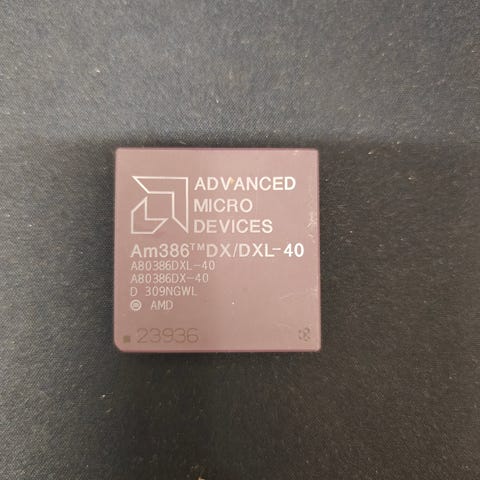 ADVANCED
MICRO
DEVICES
Am386™DX/DXL-40
A80386DXL-40
A80386DX-40
D 309NGWL
Ⓜ AMD
23936